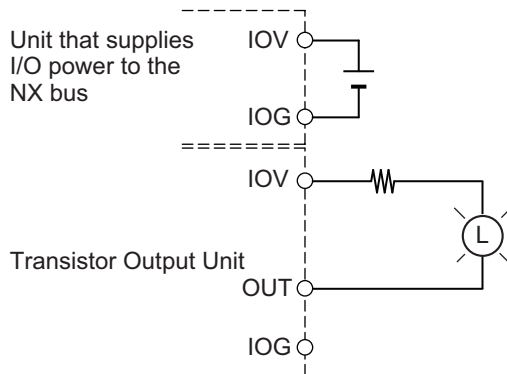 Unit that supplies
I/O power to the
NX bus
IOV
IOG
IOV
L
Transistor Output Unit
OUT
IOG